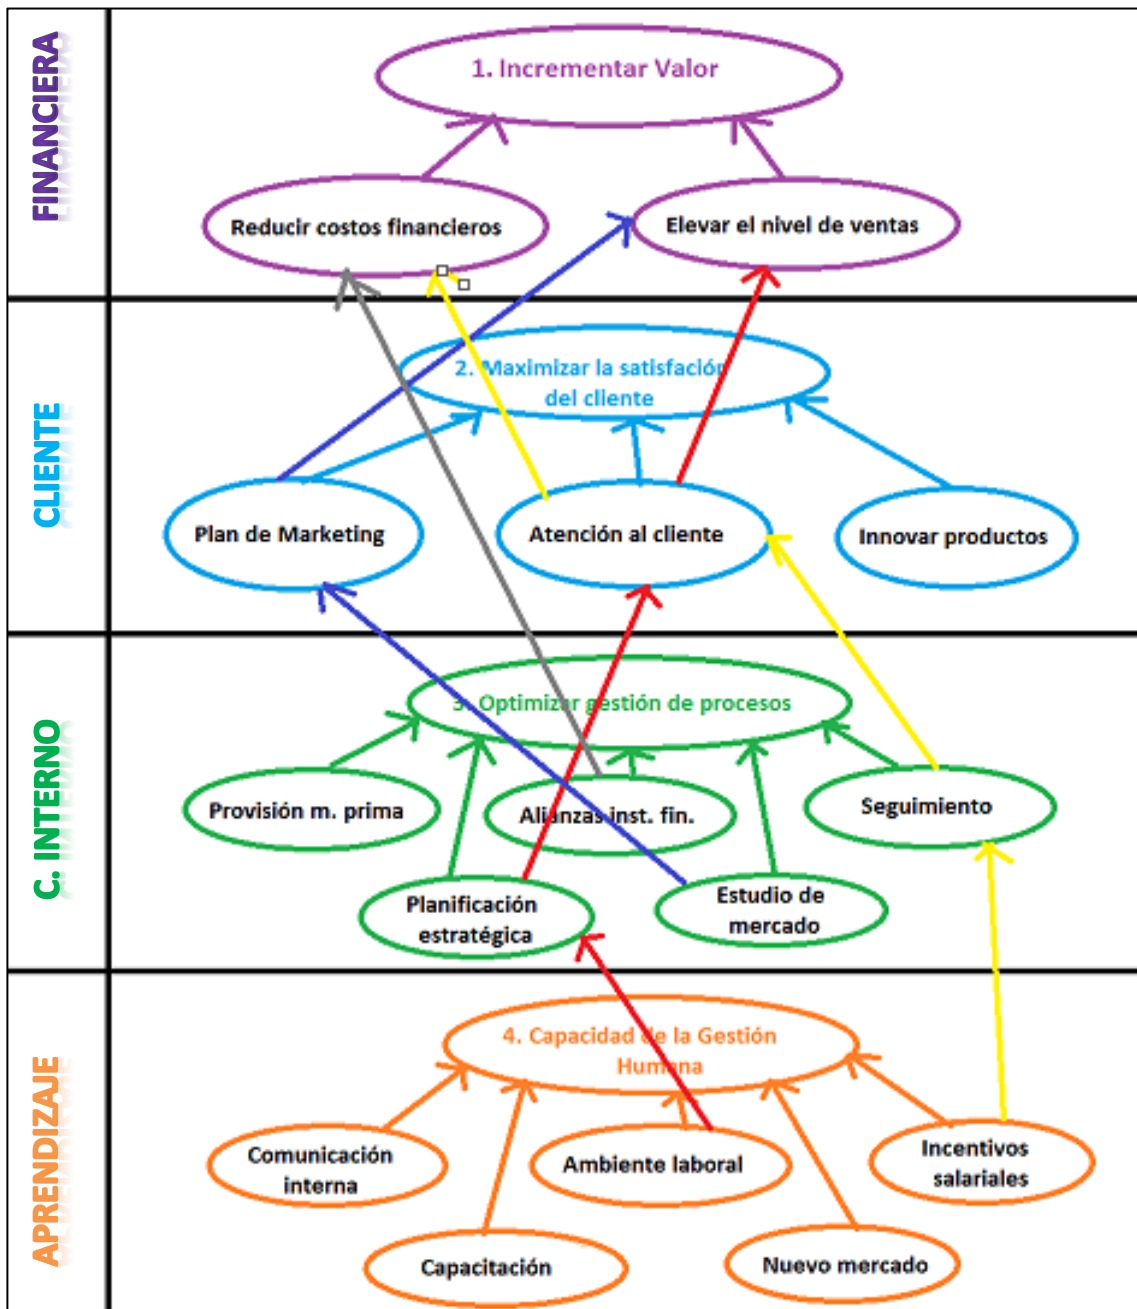 FINANCIERA
1. Incrementar Valor
Reducir costos financieros
Elevar el nivel de ventas
CLIENTE
2. Maximizar la satisfacción
del cliente
Plan de Marketing
Atención al cliente
Innovar productos
C. INTERNO
3. Optimizar gestión de procesos
Provisión m. prima
Alianzas inst. fin.
Seguimiento
Planificación
estratégica
Estudio de
mercado
APRENDIZAJE
4. Capacidad de la Gestión
Humana
Comunicación
interna
Ambiente laboral
Incentivos
salariales
Capacitación
Nuevo mercado